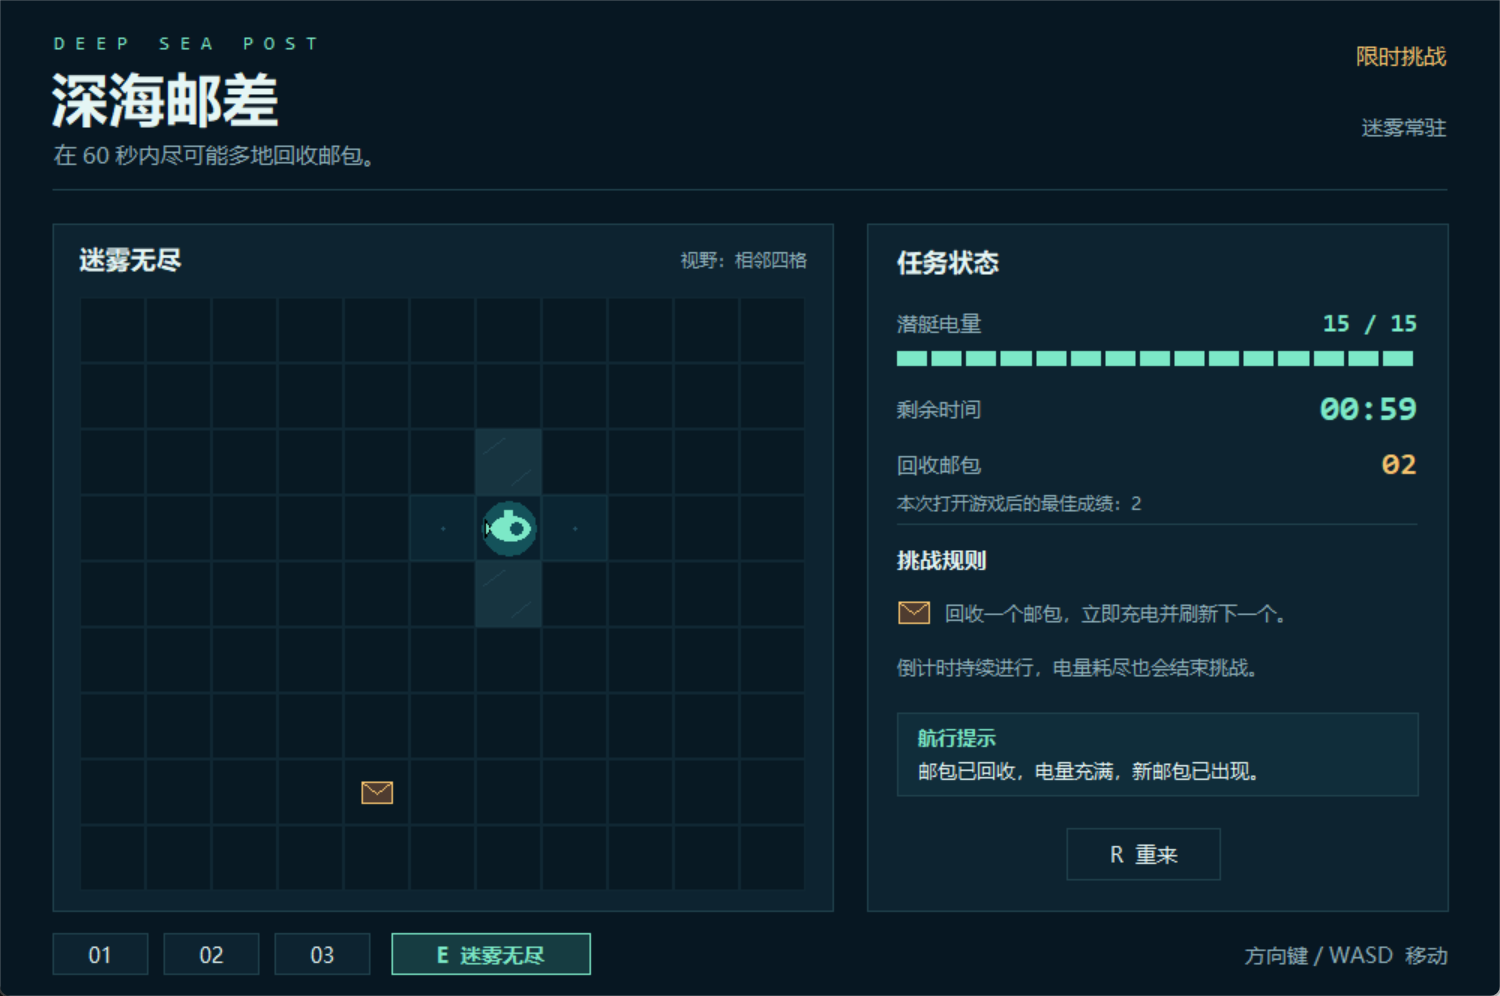 DEEP SEA POST
深海邮差
在 60 秒内尽可能多地回收邮包。
限时挑战
迷雾常驻
迷雾无尽
视野：相邻四格
任务状态
潜艇电量
15 / 15
剩余时间
00:59
回收邮包
02
本次打开游戏后的最佳成绩：2
挑战规则
回收一个邮包，立即充电并刷新下一个。
倒计时持续进行，电量耗尽也会结束挑战。
航行提示
邮包已回收，电量充满，新邮包已出现。
R 重来
01
02
03
E 迷雾无尽
方向键 / WASD 移动